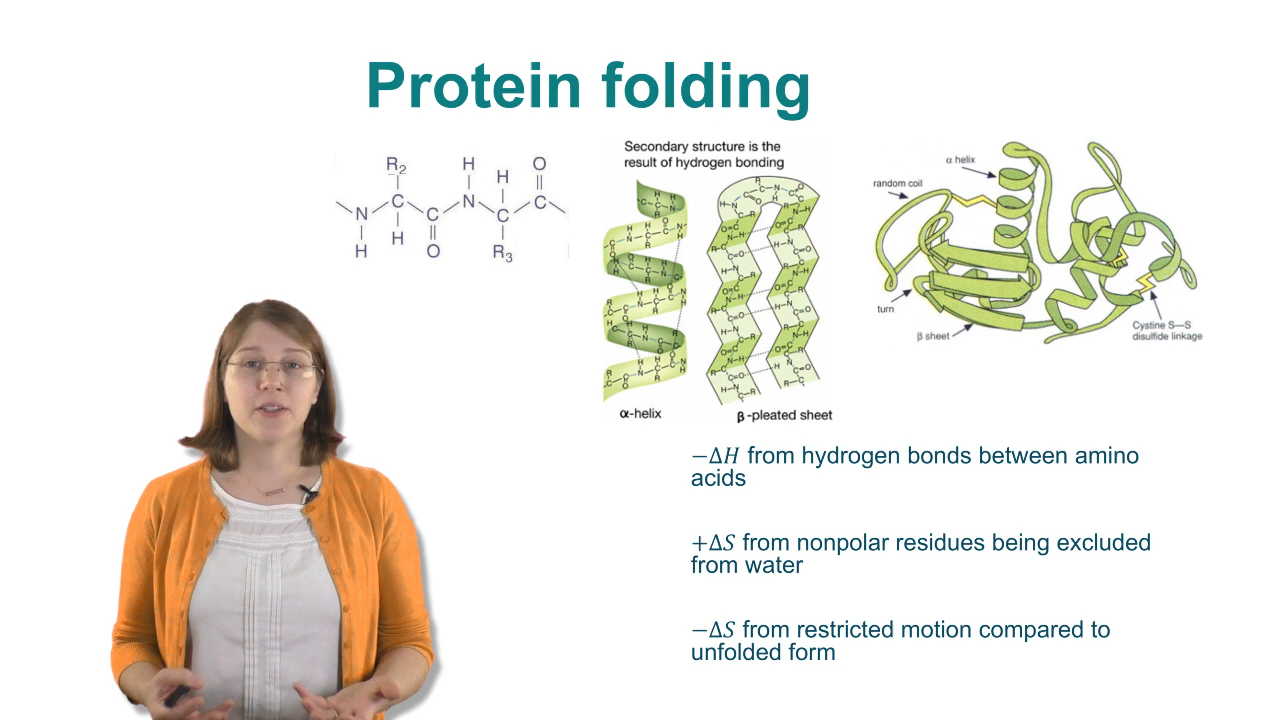 Protein folding
R2 H H O
N C C N C C
H H O R3
Secondary structure is the
result of hydrogen bonding
α-helix
β-pleated sheet
α helix
random coil
turn
β sheet
Cystine S—S
disulfide linkage
−ΔH from hydrogen bonds between amino
acids
+ΔS from nonpolar residues being excluded
from water
−ΔS from restricted motion compared to
unfolded form